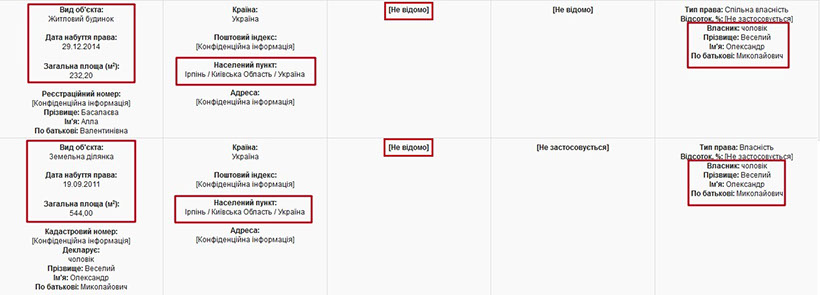 Вид об'єкта:
Житловий будинок
Дата набуття права:
29.12.2014
Загальна площа (м²):
232,20
Реєстраційний номер:
[Конфіденційна інформація]
Прізвище: Басалаєва
Ім'я: Алла
По батькові: Валентинівна
Країна:
Україна
Поштовий індекс:
[Конфіденційна інформація]
Населений пункт:
Ірпінь / Київська Область / Україна
Адреса:
[Конфіденційна інформація]
[Не відомо]
[Не відомо]
Тип права: Спільна власність
Відсоток, %: [Не застосовується]
Власник: чоловік
Прізвище: Веселий
Ім'я: Олександр
По батькові: Миколайович
Вид об'єкта:
Земельна ділянка
Дата набуття права:
19.09.2011
Загальна площа (м²):
544,00
Кадастровий номер:
[Конфіденційна інформація]
Декларує:
чоловік
Прізвище: Веселий
Ім'я: Олександр
По батькові: Миколайович
Країна:
Україна
Поштовий індекс:
[Конфіденційна інформація]
Населений пункт:
Ірпінь / Київська Область / Україна
Адреса:
[Конфіденційна інформація]
[Не відомо]
[Не застосовується]
Тип права: Власність
Відсоток, %: [Не застосовується]
Власник: чоловік
Прізвище: Веселий
Ім'я: Олександр
По батькові: Миколайович